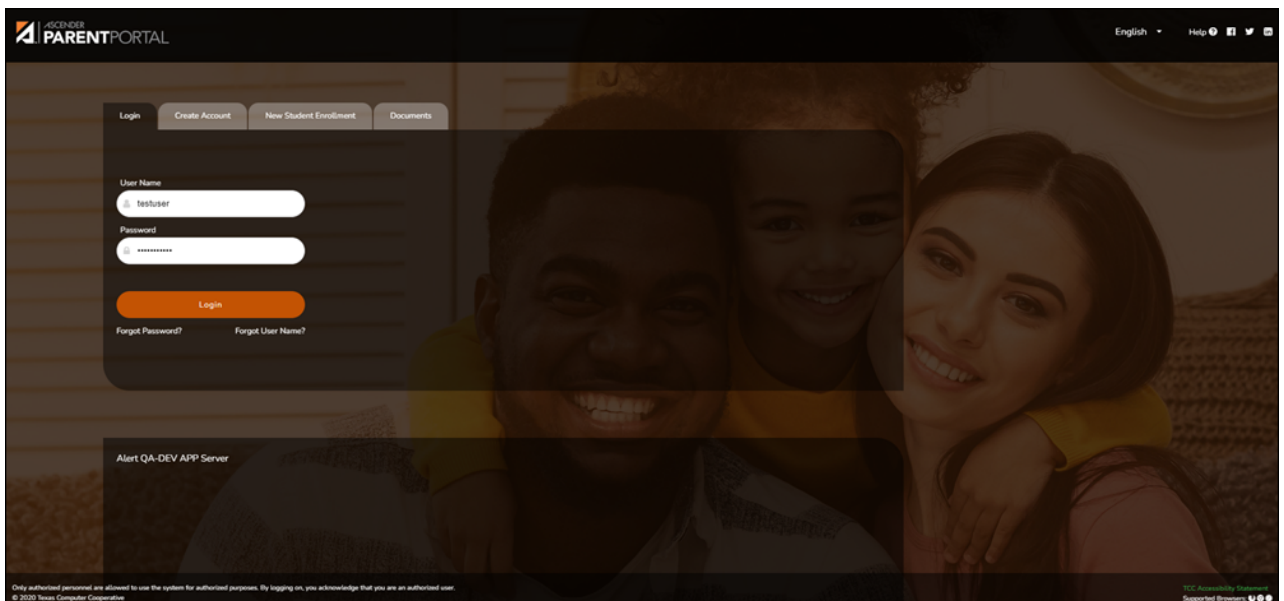 ASCENDER
PARENTPORTAL
English
Help
Login
Create Account
New Student Enrollment
Documents
User Name
testuser
Password
Login
Forgot Password?
Forgot User Name?
Alert QA-DEV APP Server
Only authorized personnel are allowed to use the system for authorized purposes. By logging on, you acknowledge that you are an authorized user.
TCC Accessibility Statement
© 2020 Texas Computer Cooperative
Supported Browsers: